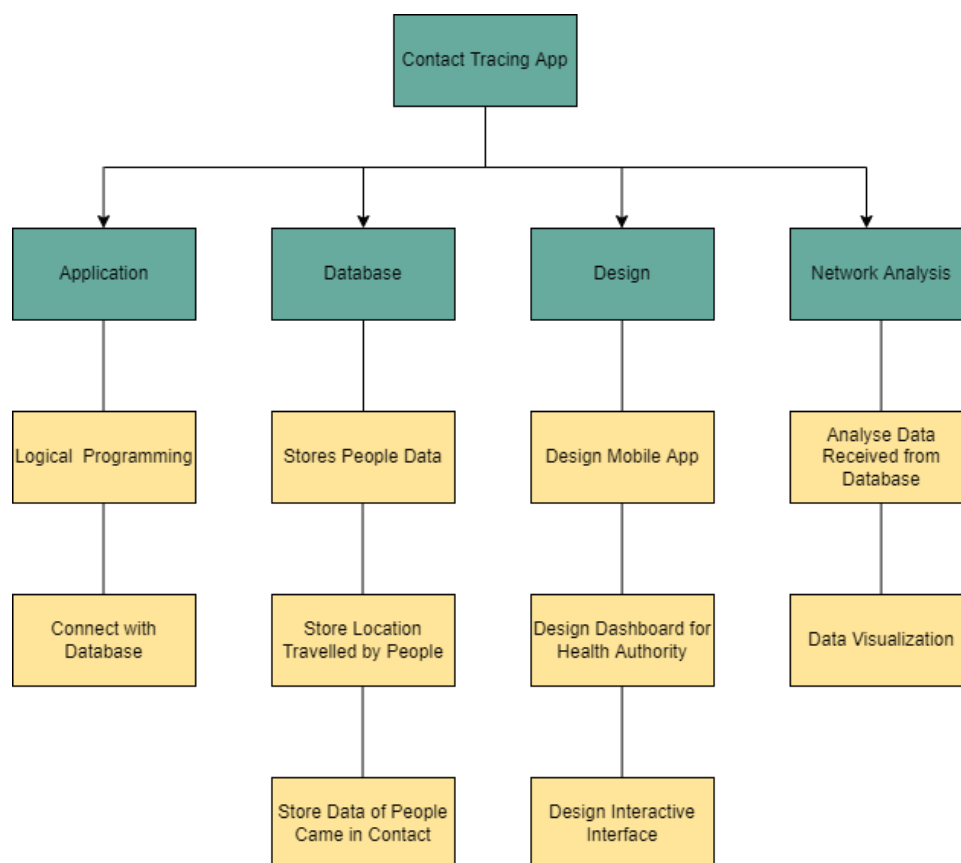 Contact Tracing App
Application
Database
Design
Network Analysis
Logical  Programming
Stores People Data
Design Mobile App
Analyse Data
Received from
Database
Connect with
Database
Store Location
Travelled by People
Design Dashboard for
Health Authority
Data Visualization
Store Data of People
Came in Contact
Design Interactive
Interface